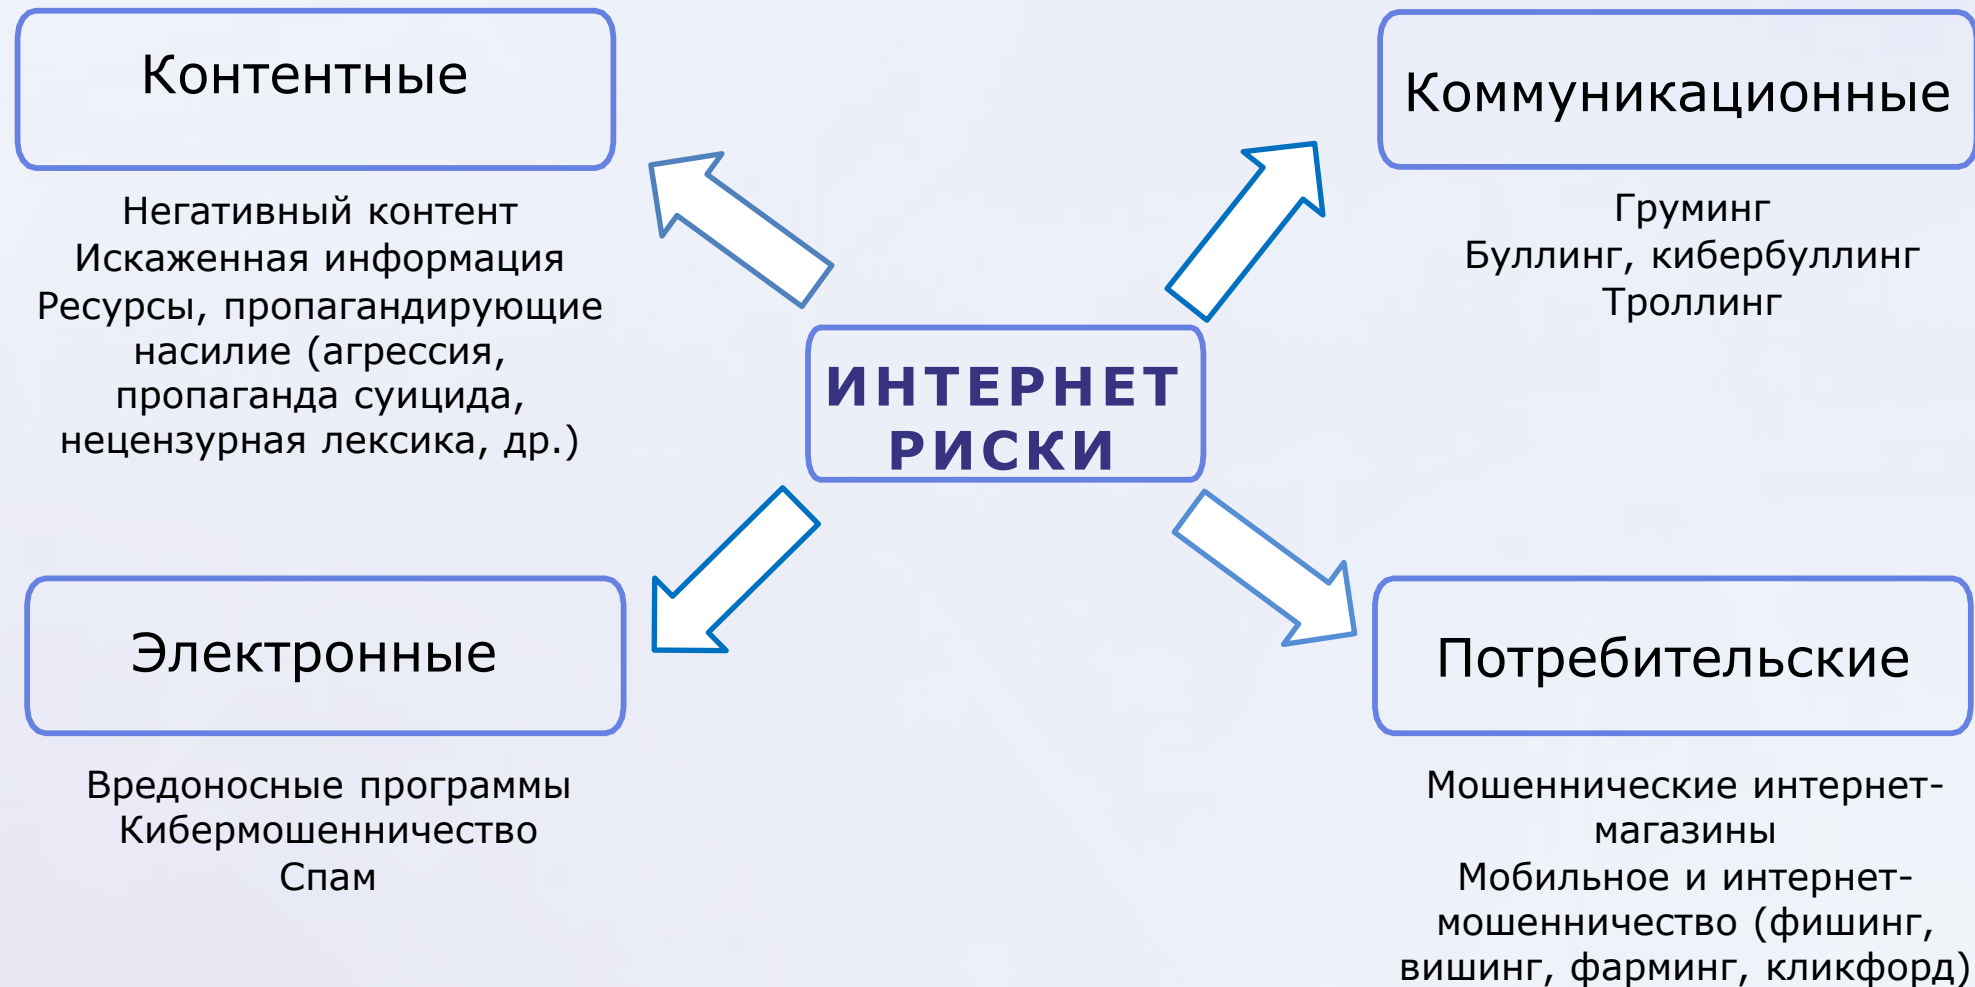 Контентные
Негативный контент
Искаженная информация
Ресурсы, пропагандирующие
насилие (агрессия,
пропаганда суицида,
нецензурная лексика, др.)
Коммуникационные
Груминг
Буллинг, кибербуллинг
Троллинг
ИНТЕРНЕТ
РИСКИ
Электронные
Вредоносные программы
Кибермошенничество
Спам
Потребительские
Мошеннические интернет-
магазины
Мобильное и интернет-
мошенничество (фишинг,
вишинг, фарминг, кликфорд)